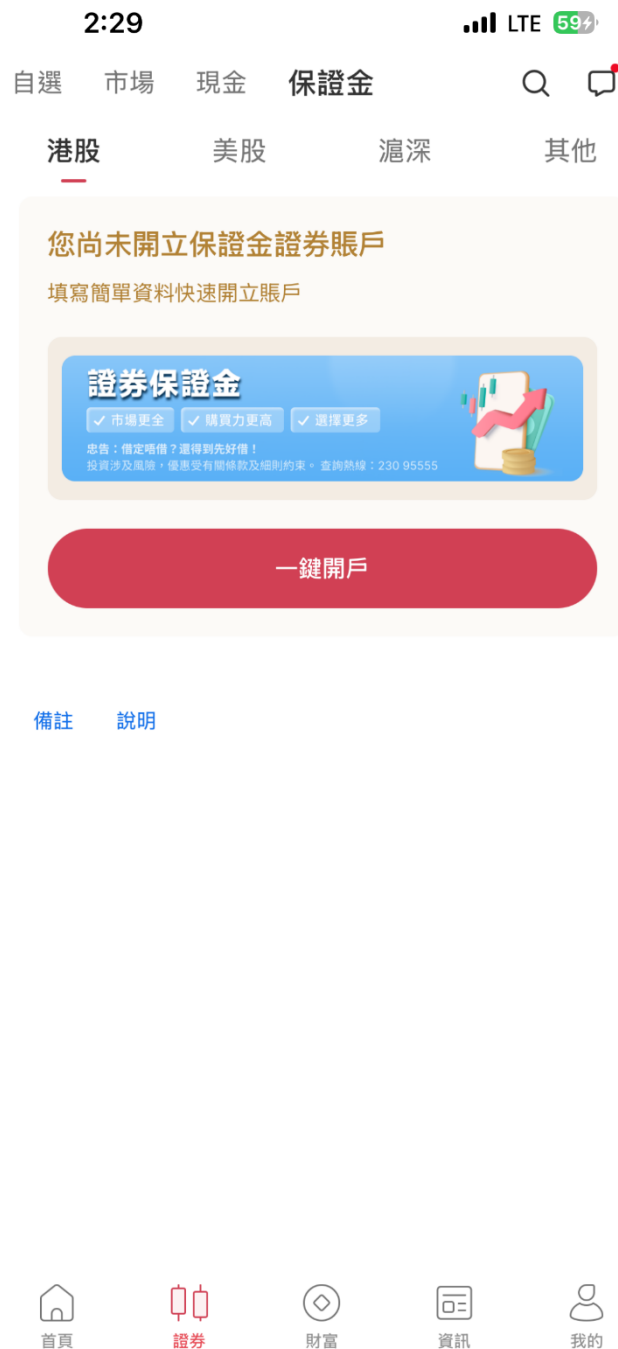 2:29 LTE 59
自選 市場 現金 保證金
港股 美股 滬深 其他
您尚未開立保證金證券賬戶
填寫簡單資料快速開立賬戶
證券保證金
市場更全 購買力更高 選擇更多
忠告：借定唔借？還得到先好借！
投資涉及風險，優惠受有關條款及細則約束。 查詢熱線：230 95555
一鍵開戶
備註 說明
首頁 證券 財富 資訊 我的